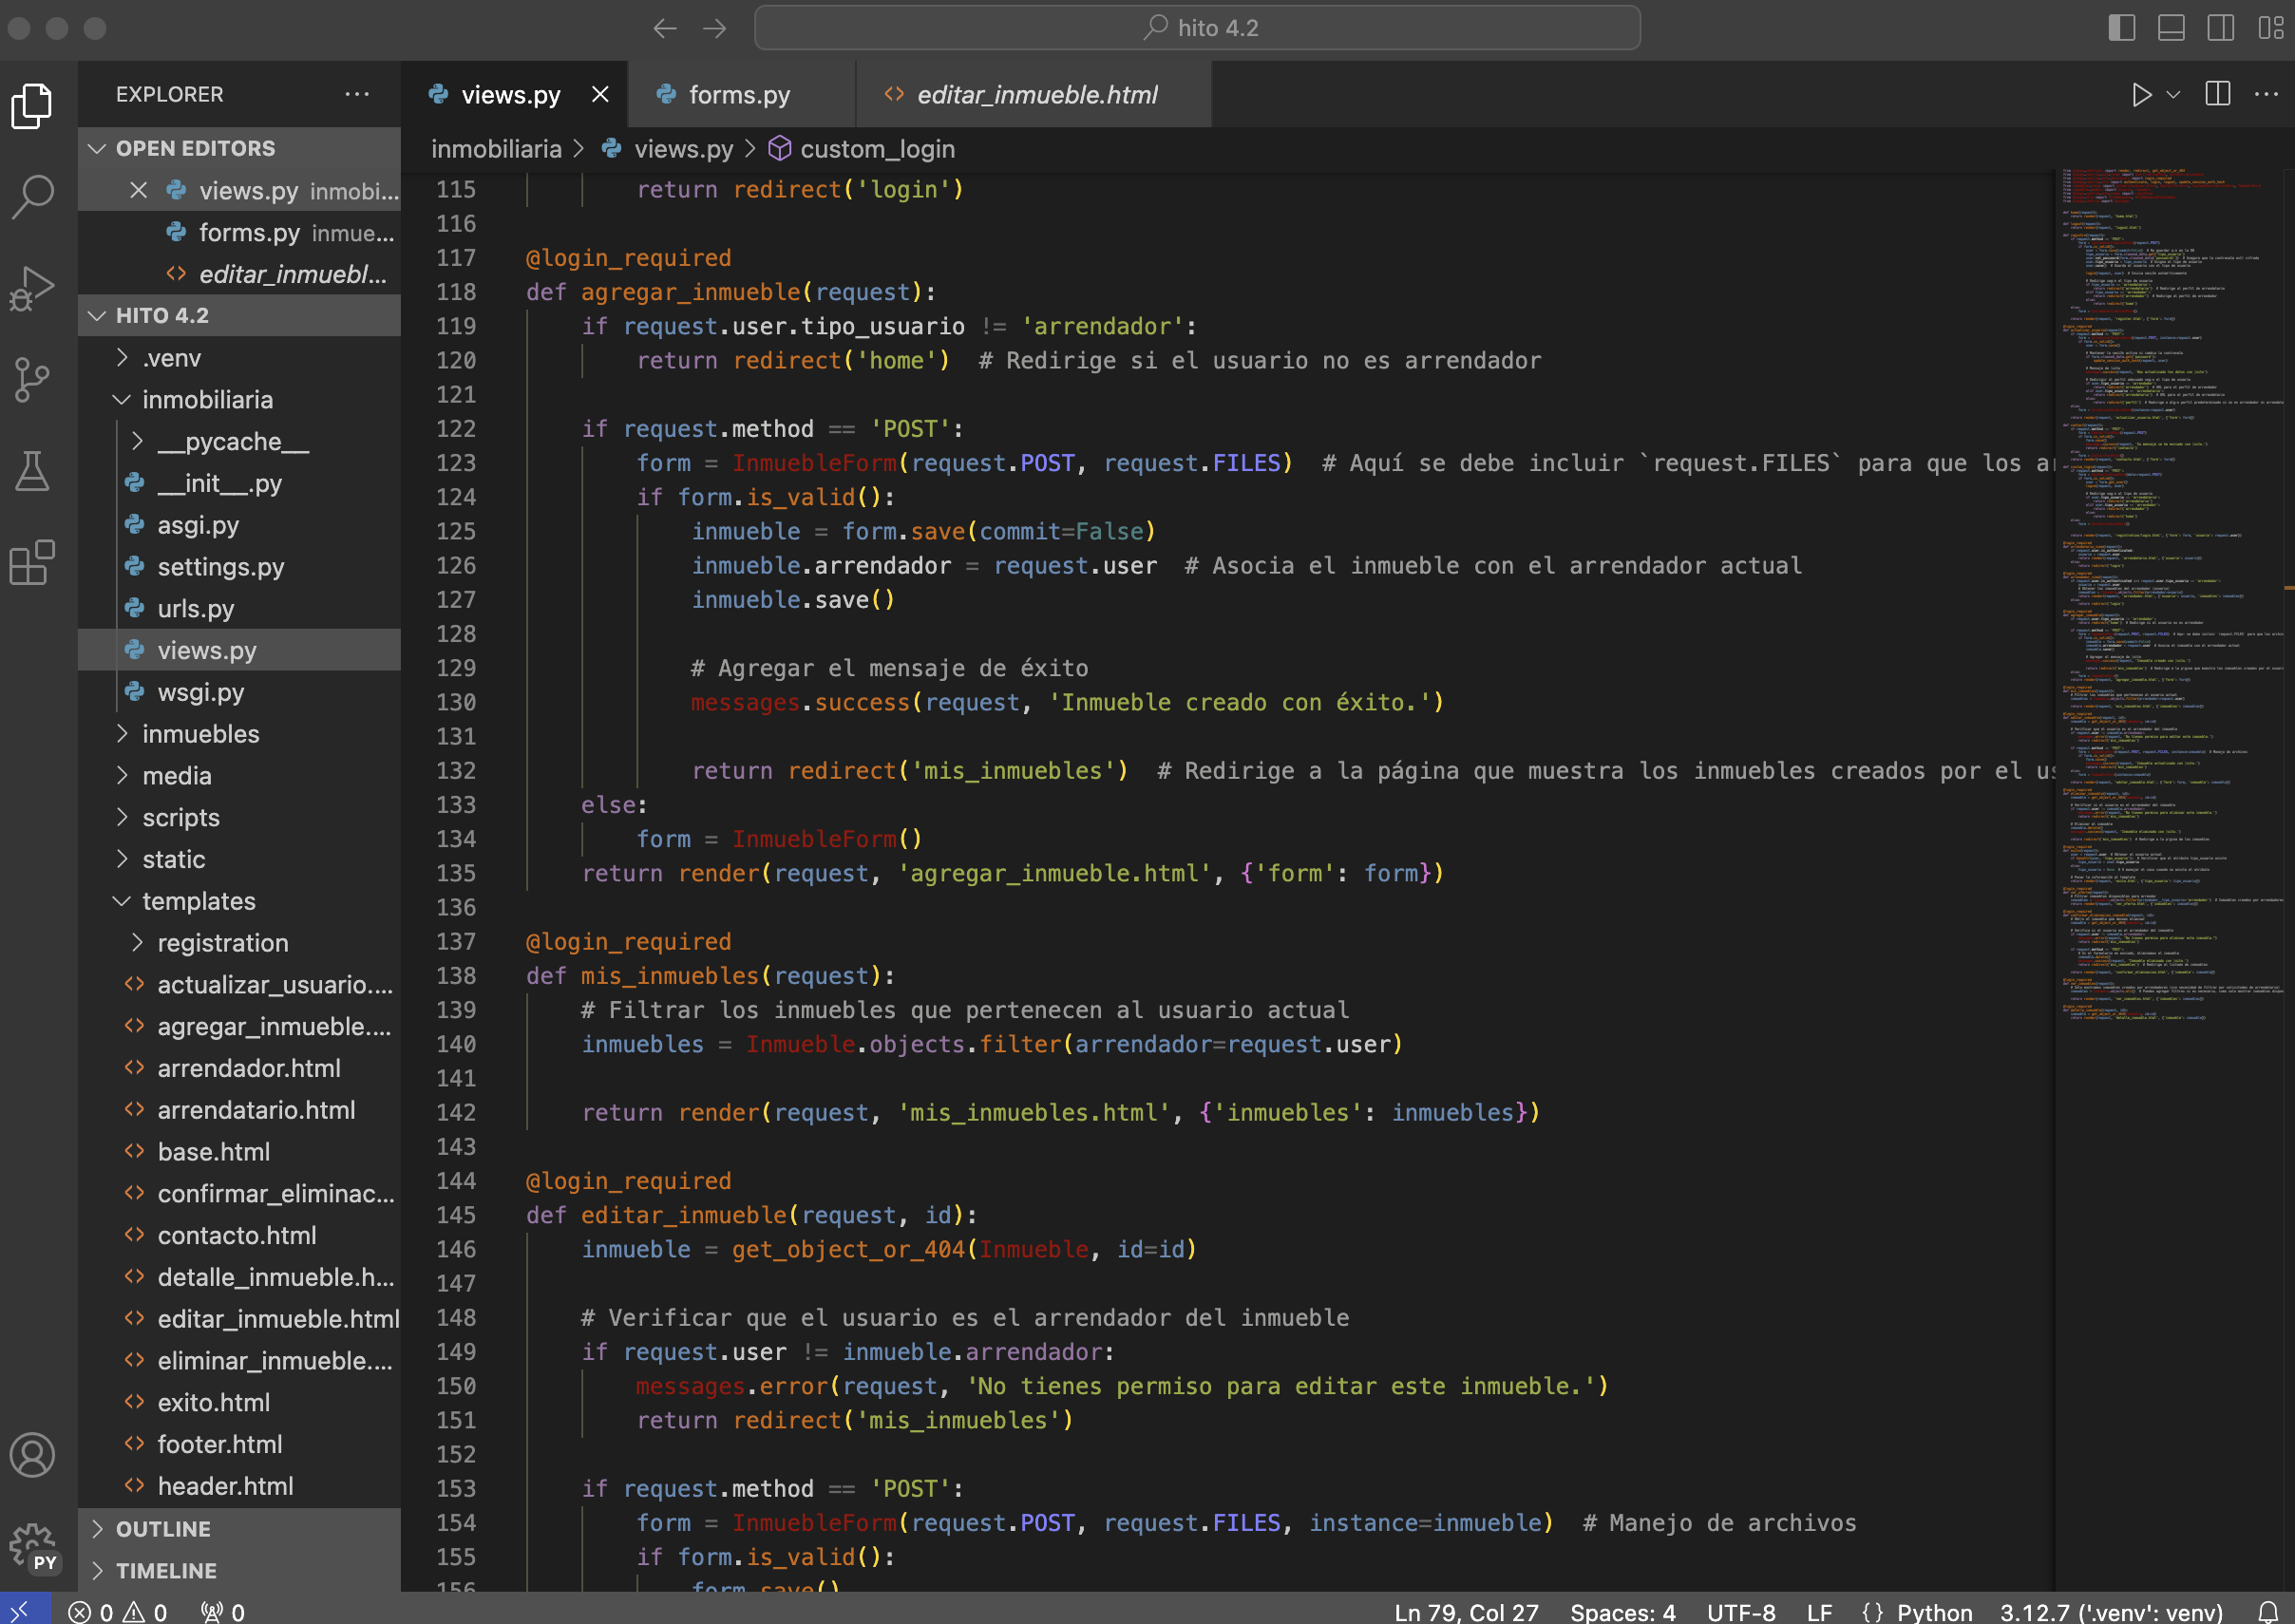 hito 4.2
EXPLORER
OPEN EDITORS
views.py inmobi...
forms.py inmue...
editar_inmuebl...
HITO 4.2
.venv
inmobiliaria
__pycache__
__init__.py
asgi.py
settings.py
urls.py
views.py
wsgi.py
inmuebles
media
scripts
static
templates
registration
actualizar_usuario....
agregar_inmueble....
arrendador.html
arrendatario.html
base.html
confirmar_eliminac...
contacto.html
detalle_inmueble.h...
editar_inmueble.html
eliminar_inmueble....
exito.html
footer.html
header.html
OUTLINE
TIMELINE
PY
views.py
forms.py
editar_inmueble.html
inmobiliaria > views.py > custom_login
115 return redirect('login')
116
117 @login_required
118 def agregar_inmueble(request):
119 if request.user.tipo_usuario != 'arrendador':
120 return redirect('home')  # Redirige si el usuario no es arrendador
121
122 if request.method == 'POST':
123 form = InmuebleForm(request.POST, request.FILES)  # Aquí se debe incluir `request.FILES` para que los a
124 if form.is_valid():
125 inmueble = form.save(commit=False)
126 inmueble.arrendador = request.user  # Asocia el inmueble con el arrendador actual
127 inmueble.save()
128
129 # Agregar el mensaje de éxito
130 messages.success(request, 'Inmueble creado con éxito.')
131
132 return redirect('mis_inmuebles')  # Redirige a la página que muestra los inmuebles creados por el us
133 else:
134 form = InmuebleForm()
135 return render(request, 'agregar_inmueble.html', {'form': form})
136
137 @login_required
138 def mis_inmuebles(request):
139 # Filtrar los inmuebles que pertenecen al usuario actual
140 inmuebles = Inmueble.objects.filter(arrendador=request.user)
141
142 return render(request, 'mis_inmuebles.html', {'inmuebles': inmuebles})
143
144 @login_required
145 def editar_inmueble(request, id):
146 inmueble = get_object_or_404(Inmueble, id=id)
147
148 # Verificar que el usuario es el arrendador del inmueble
149 if request.user != inmueble.arrendador:
150 messages.error(request, 'No tienes permiso para editar este inmueble.')
151 return redirect('mis_inmuebles')
152
153 if request.method == 'POST':
154 form = InmuebleForm(request.POST, request.FILES, instance=inmueble)  # Manejo de archivos
155 if form.is_valid():
156 form.save()
0 0 0
Ln 79, Col 27 Spaces: 4 UTF-8 LF {} Python 3.12.7 ('.venv': venv)